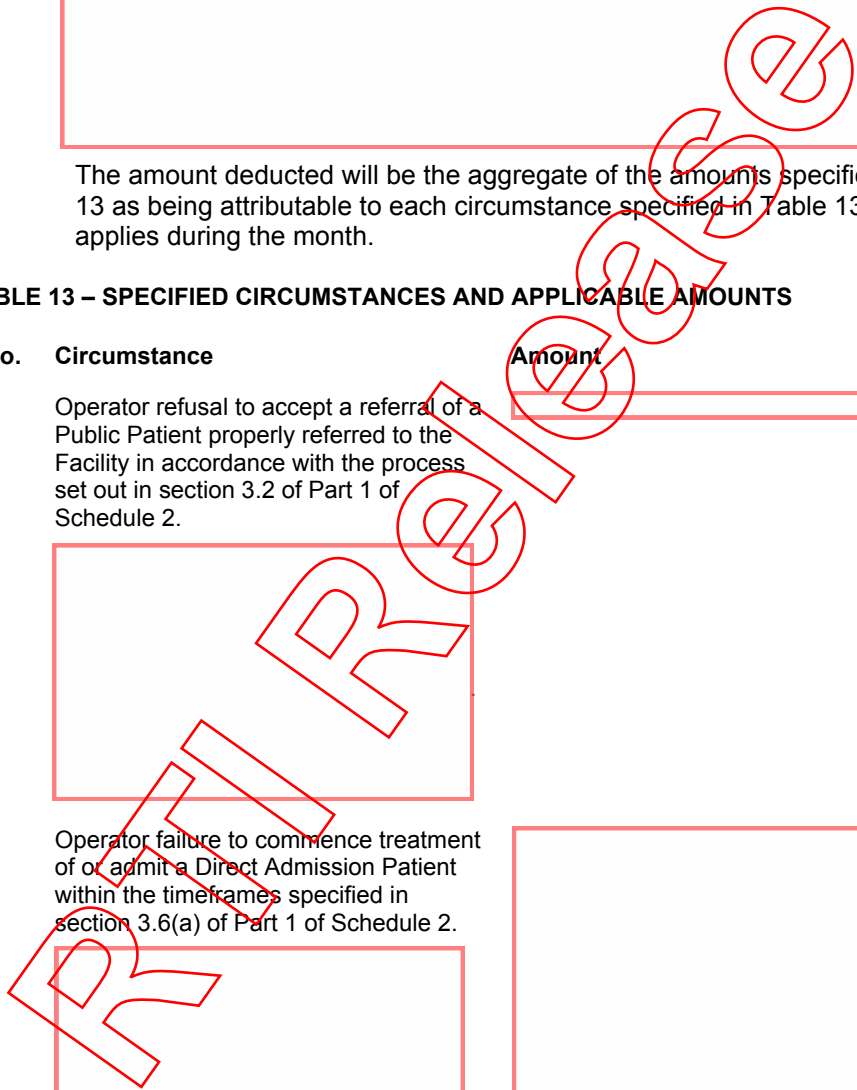 The amount deducted will be the aggregate of the amounts specifie
13 as being attributable to each circumstance specified in Table 13
applies during the month.
BLE 13 – SPECIFIED CIRCUMSTANCES AND APPLICABLE AMOUNTS
o. Circumstance Amount
Operator refusal to accept a referral of a
Public Patient properly referred to the
Facility in accordance with the process
set out in section 3.2 of Part 1 of
Schedule 2.
Operator failure to commence treatment
of or admit a Direct Admission Patient
within the timeframes specified in
section 3.6(a) of Part 1 of Schedule 2.
RTI Release